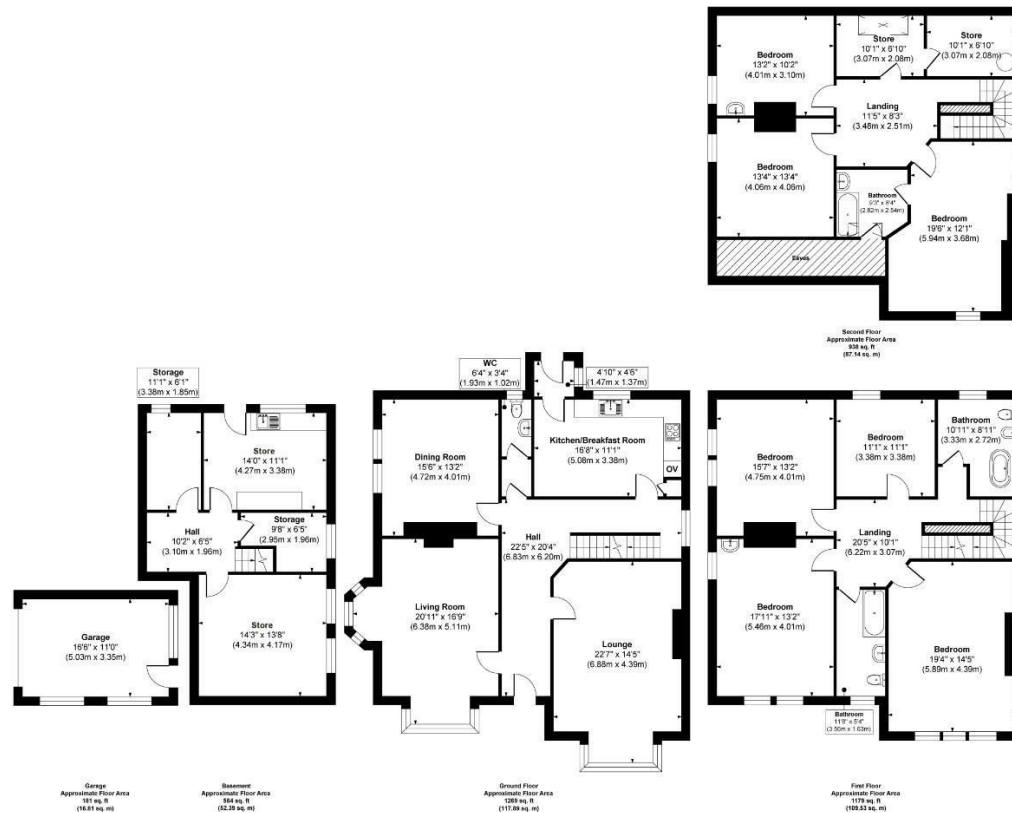 Bedroom
13'2" x 10'2"
(4.01m x 3.10m)
Store
10'1" x 6'10"
(3.07m x 2.08m)
Store
10'1" x 6'10"
(3.07m x 2.08m)
Landing
11'5" x 8'3"
(3.48m x 2.51m)
Bedroom
13'4" x 13'4"
(4.06m x 4.06m)
Bathroom
9'3" x 8'4"
(2.82m x 2.54m)
Bedroom
19'6" x 12'1"
(5.94m x 3.68m)
Eaves
Second Floor
Approximate Floor Area
938 sq. ft
(87.14 sq. m)
Storage
11'1" x 6'1"
(3.38m x 1.85m)
Store
14'0" x 11'1"
(4.27m x 3.38m)
Hall
10'2" x 6'5"
(3.10m x 1.96m)
Storage
9'8" x 6'5"
(2.95m x 1.96m)
Store
14'3" x 13'8"
(4.34m x 4.17m)
Garage
16'6" x 11'0"
(5.03m x 3.35m)
WC
6'4" x 3'4"
(1.93m x 1.02m)
4'10" x 4'6"
(1.47m x 1.37m)
Dining Room
15'6" x 13'2"
(4.72m x 4.01m)
Kitchen/Breakfast Room
16'8" x 11'1"
(5.08m x 3.38m)
OV
Hall
22'5" x 20'4"
(6.83m x 6.20m)
Living Room
20'11" x 16'9"
(6.38m x 5.11m)
Lounge
22'7" x 14'5"
(6.88m x 4.39m)
Bedroom
15'7" x 13'2"
(4.75m x 4.01m)
Bedroom
11'1" x 11'1"
(3.38m x 3.38m)
Bathroom
10'11" x 8'11"
(3.33m x 2.72m)
Landing
20'5" x 10'1"
(6.22m x 3.07m)
Bedroom
17'11" x 13'2"
(5.46m x 4.01m)
Bedroom
19'4" x 14'5"
(5.89m x 4.39m)
Bathroom
11'8" x 5'4"
(3.56m x 1.63m)
Garage
Approximate Floor Area
181 sq. ft
(16.81 sq. m)
Basement
Approximate Floor Area
564 sq. ft
(52.39 sq. m)
Ground Floor
Approximate Floor Area
1269 sq. ft
(117.89 sq. m)
First Floor
Approximate Floor Area
1179 sq. ft
(109.53 sq. m)